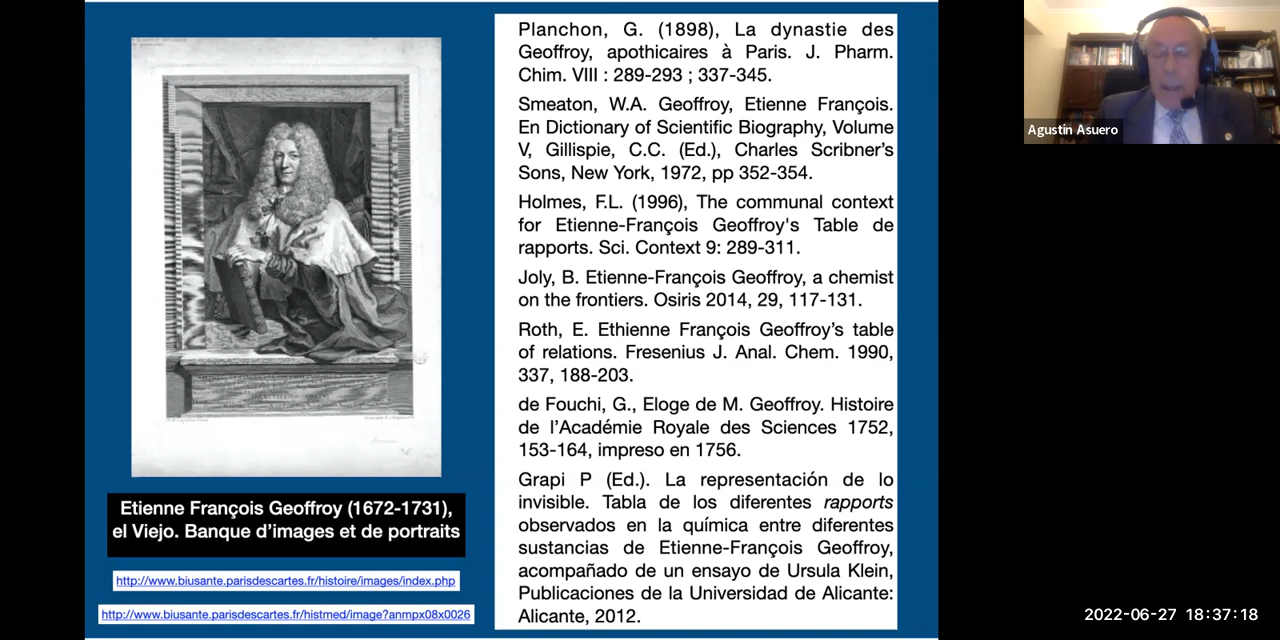 Planchon, G. (1898), La dynastie des
Geoffroy, apothicaires à Paris. J. Pharm.
Chim. VIII : 289-293 ; 337-345.
Smeaton, W.A. Geoffroy, Etienne François.
En Dictionary of Scientific Biography, Volume
V, Gillispie, C.C. (Ed.), Charles Scribner’s
Sons, New York, 1972, pp 352-354.
Holmes, F.L. (1996), The communal context
for Etienne-François Geoffroy's Table de
rapports. Sci. Context 9: 289-311.
Joly, B. Etienne-François Geoffroy, a chemist
on the frontiers. Osiris 2014, 29, 117-131.
Roth, E. Ethienne François Geoffroy’s table
of relations. Fresenius J. Anal. Chem. 1990,
337, 188-203.
de Fouchi, G., Eloge de M. Geoffroy. Histoire
de l’Académie Royale des Sciences 1752,
153-164, impreso en 1756.
Grapi P (Ed.). La representación de lo
invisible. Tabla de los diferentes rapports
observados en la química entre diferentes
sustancias de Etienne-François Geoffroy,
acompañado de un ensayo de Ursula Klein,
Publicaciones de la Universidad de Alicante:
Alicante, 2012.
Etienne François Geoffroy (1672-1731),
el Viejo. Banque d’images et de portraits
http://www.biusante.parisdescartes.fr/histoire/images/index.php
http://www.biusante.parisdescartes.fr/histmed/image?anmpx08x0026
Agustín Asuero
2022-06-27 18:37:18